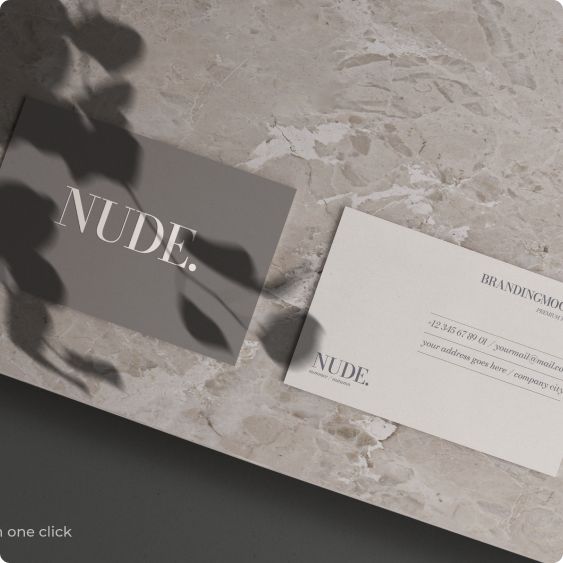 NUDE.
BRANDINGMOC
PREMIUM
+12 345 67 89 01 / yourmail@mail.co
your address goes here / company city
NUDE.
n one click